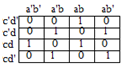 a'b' a'b ab ab'
c'd' 0 0 1 0
c'd 0 1 0 1
cd 1 0 1 0
cd' 0 1 0 1